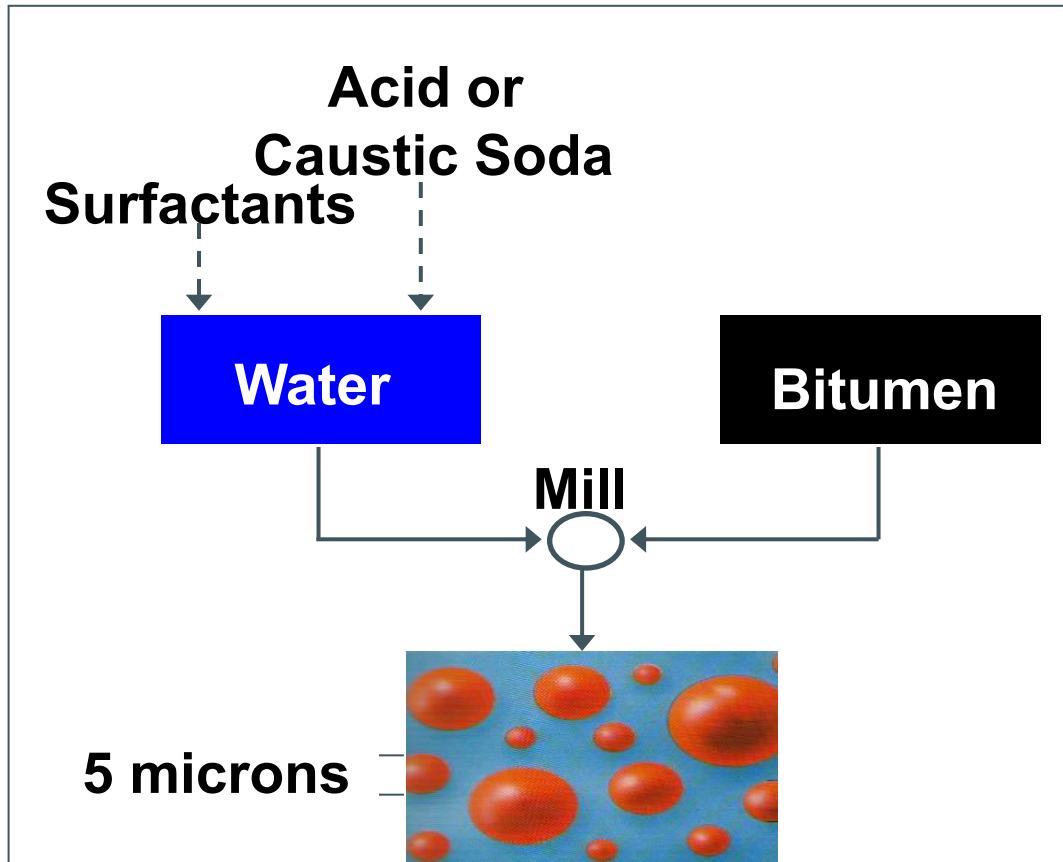 Acid or
Caustic Soda
Surfactants
Water
Bitumen
Mill
5 microns